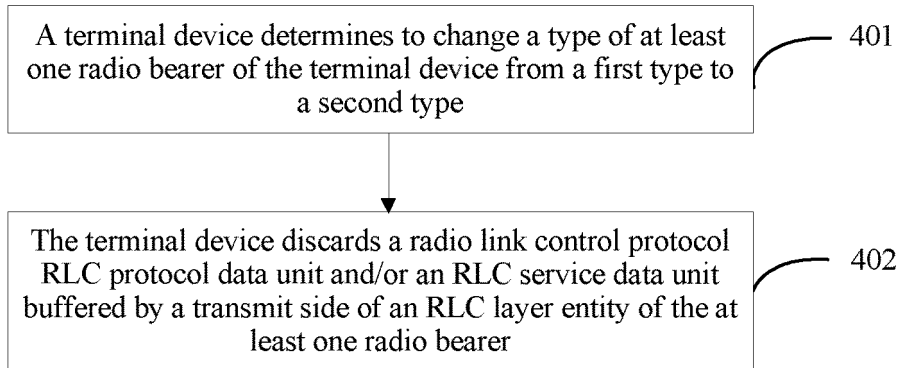 A terminal device determines to change a type of at least
one radio bearer of the terminal device from a first type to
a second type
401
The terminal device discards a radio link control protocol
RLC protocol data unit and/or an RLC service data unit
buffered by a transmit side of an RLC layer entity of the at
least one radio bearer
402